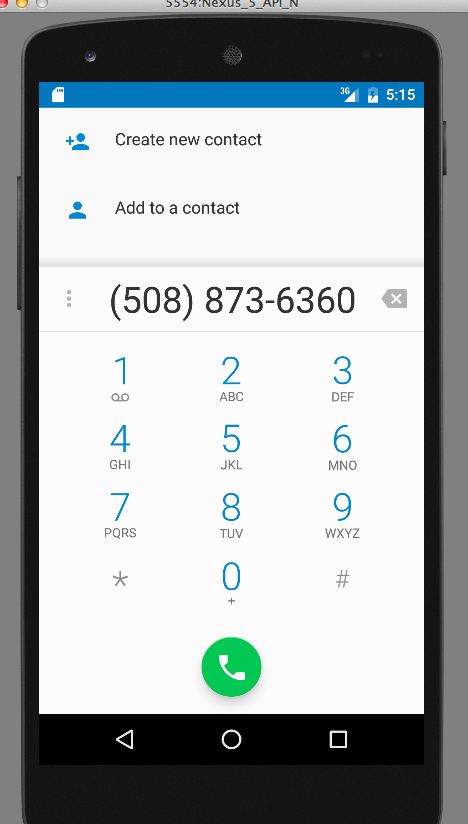 5554:Nexus_5_API_N
3G 5:15
Create new contact
Add to a contact
(508) 873-6360
1 2 3
ABC DEF
4 5 6
GHI JKL MNO
7 8 9
PQRS TUV WXYZ
* 0 #
+